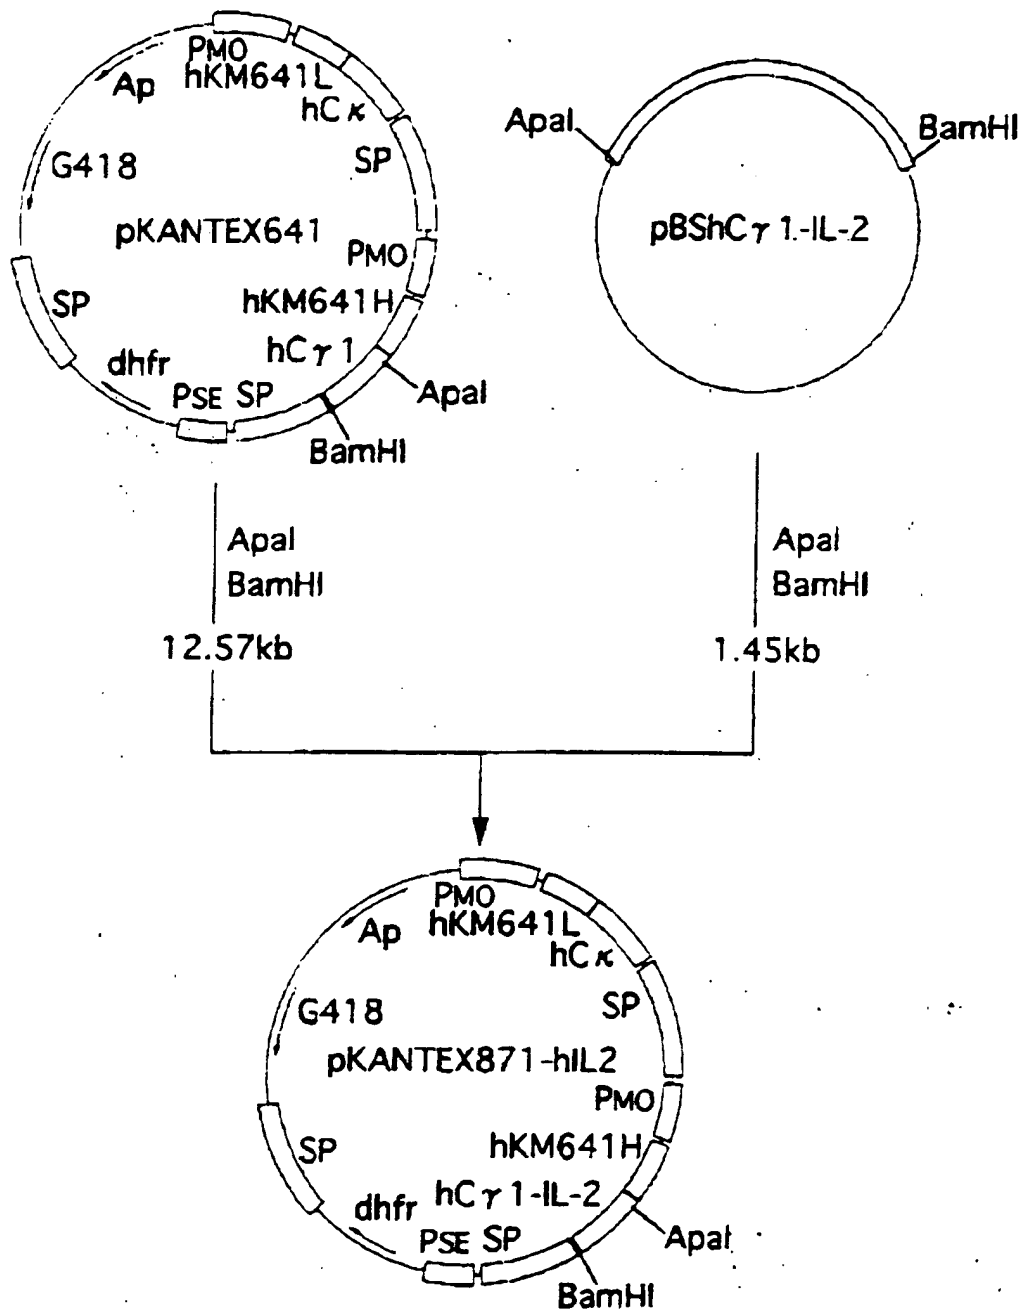 PMO
hKM641L
Ap
hCκ
SP
G418
pKANTEX641
PMO
hKM641H
SP
hCγ1
dhfr
ApaI
PSE SP
BamHI
ApaI
BamHI
pBShCγ1.-IL-2
ApaI
BamHI
12.57kb
ApaI
BamHI
1.45kb
PMO
hKM641L
Ap
hCκ
SP
G418
pKANTEX871-hIL2
PMO
hKM641H
SP
hCγ1-IL-2
dhfr
ApaI
PSE SP
BamHI